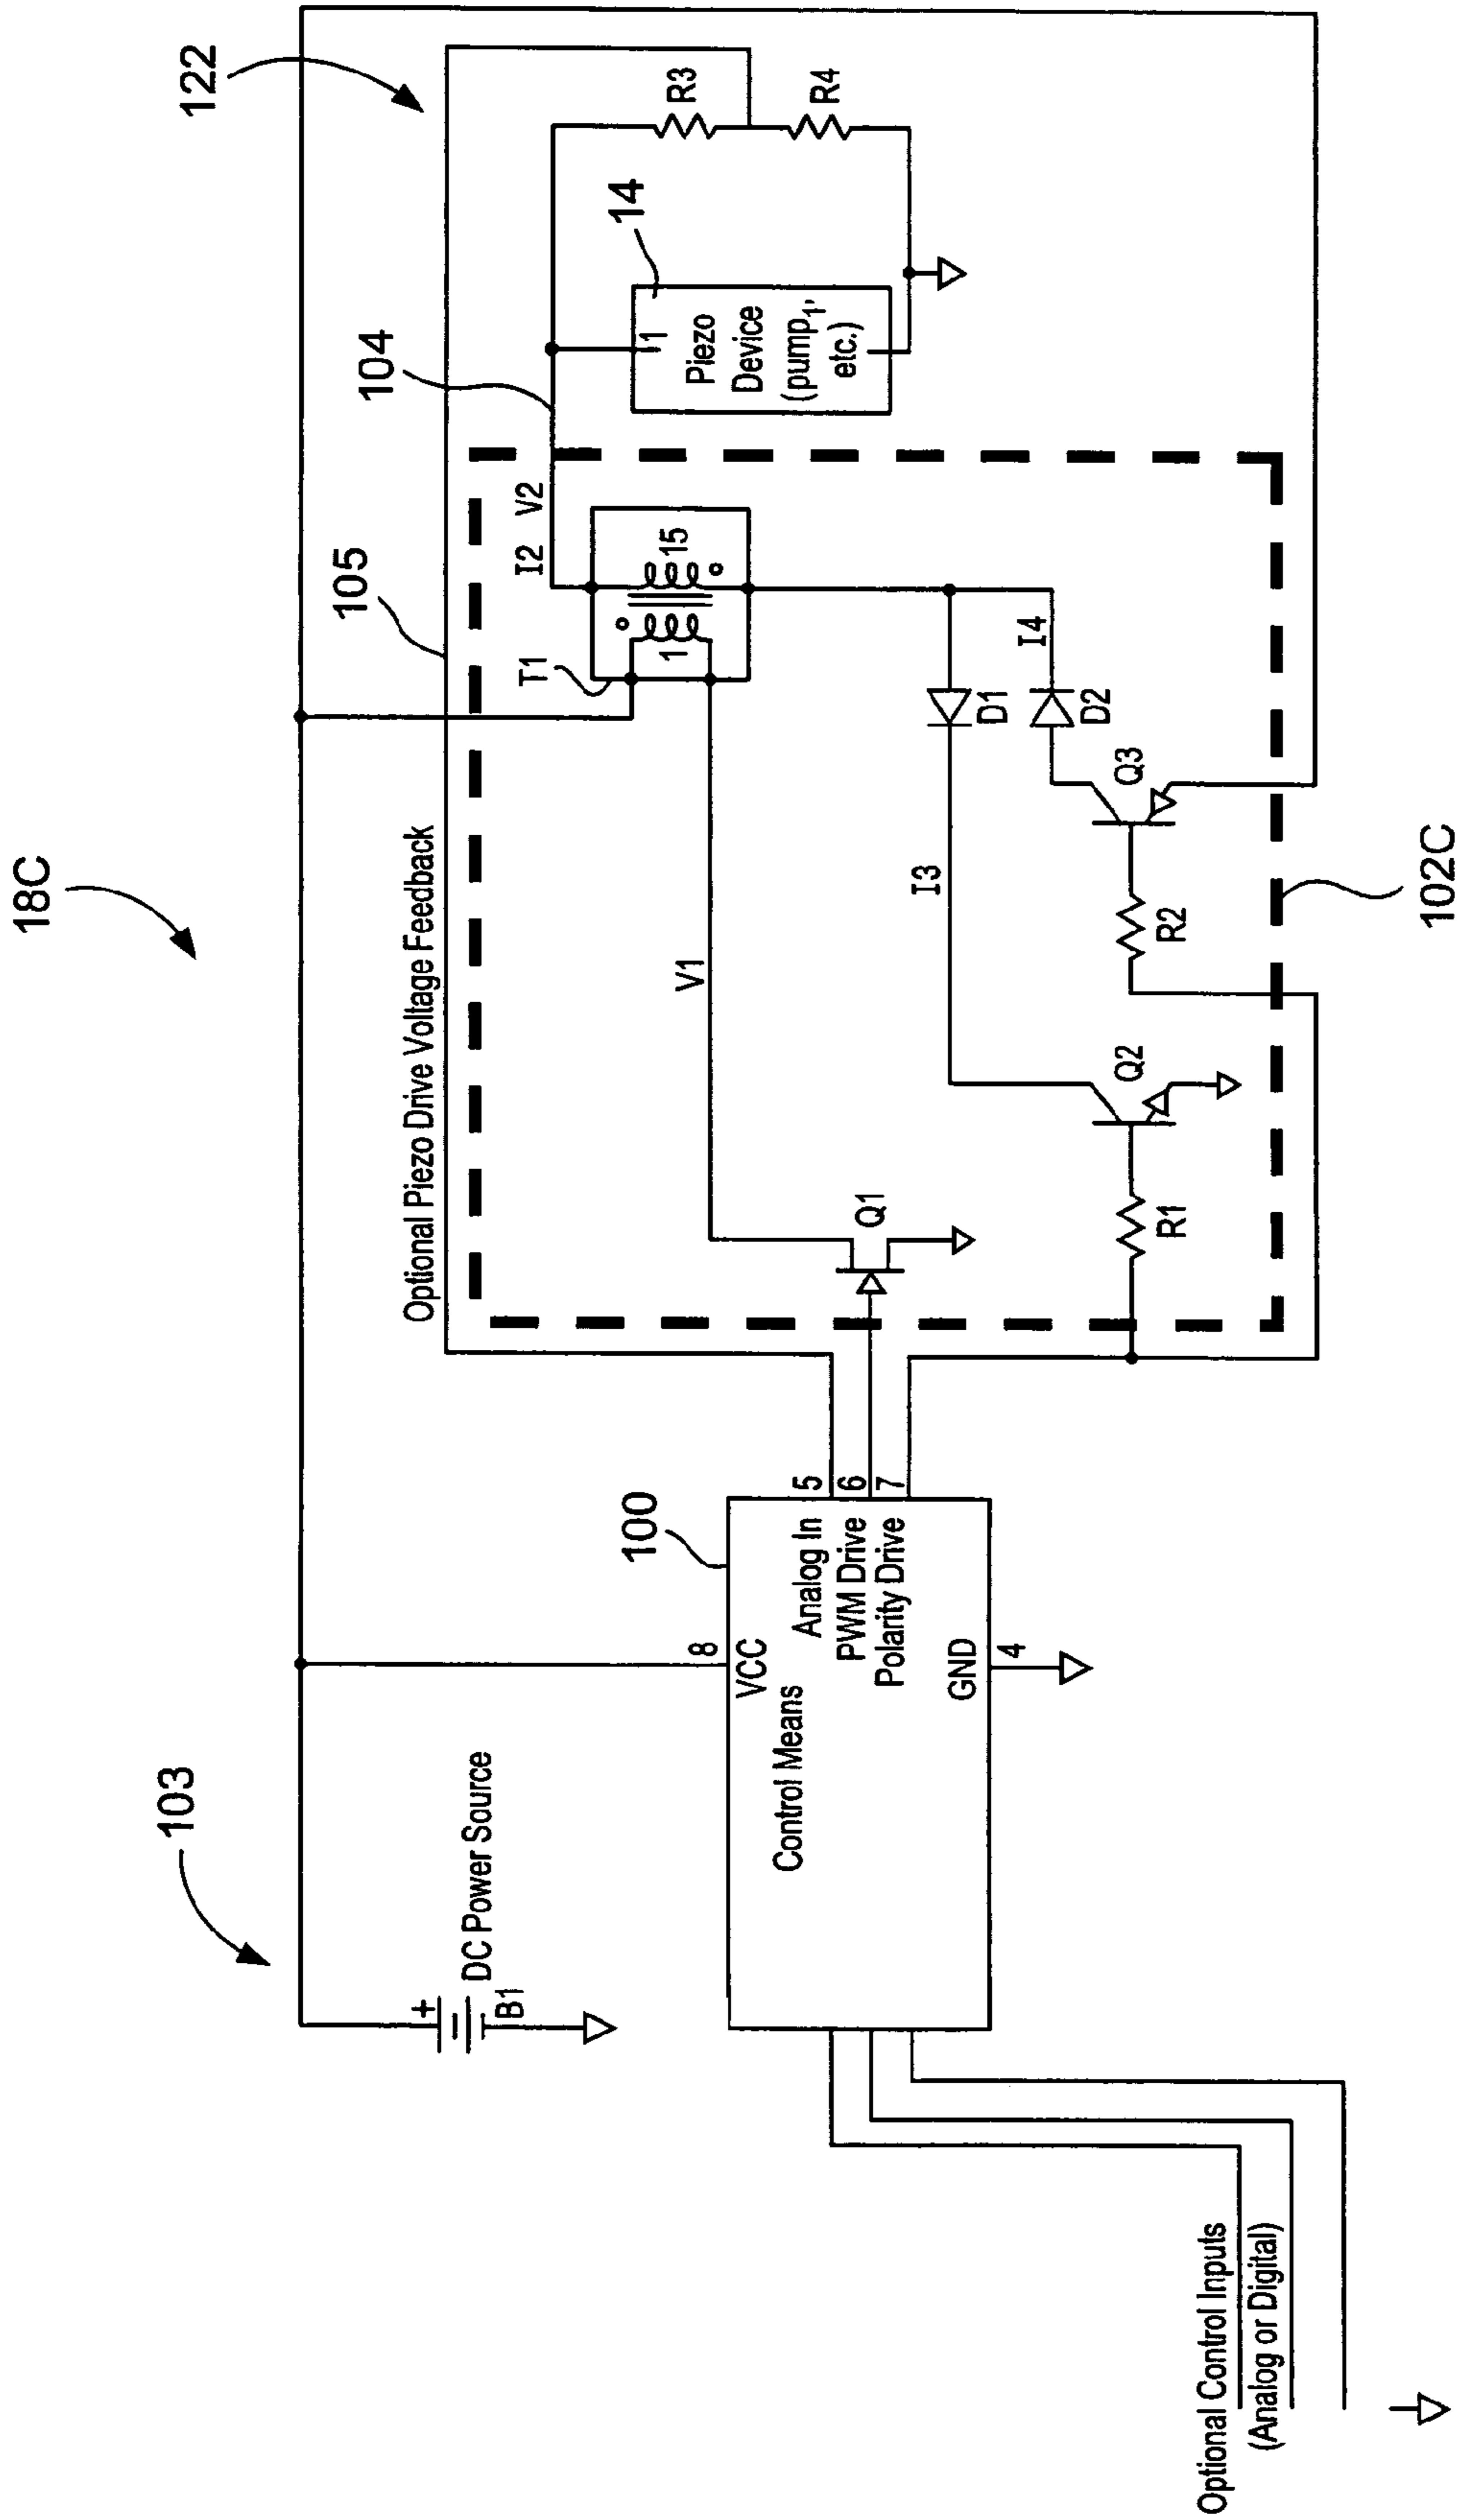 18C
103
122
105
104
14
100
102C
DC Power Source
+
B1
Optional Piezo Drive Voltage Feedback
8
VCC
Control Means
Analog In
PWM Drive
Polarity Drive
GND
4
5
6
7
Optional Control Inputs
(Analog or Digital)
T1
1
15
I2
V2
V1
Q1
I3
I4
D1
D2
Q2
Q3
R1
R2
R3
R4
1
Piezo
Device
(pump,
etc.)
1